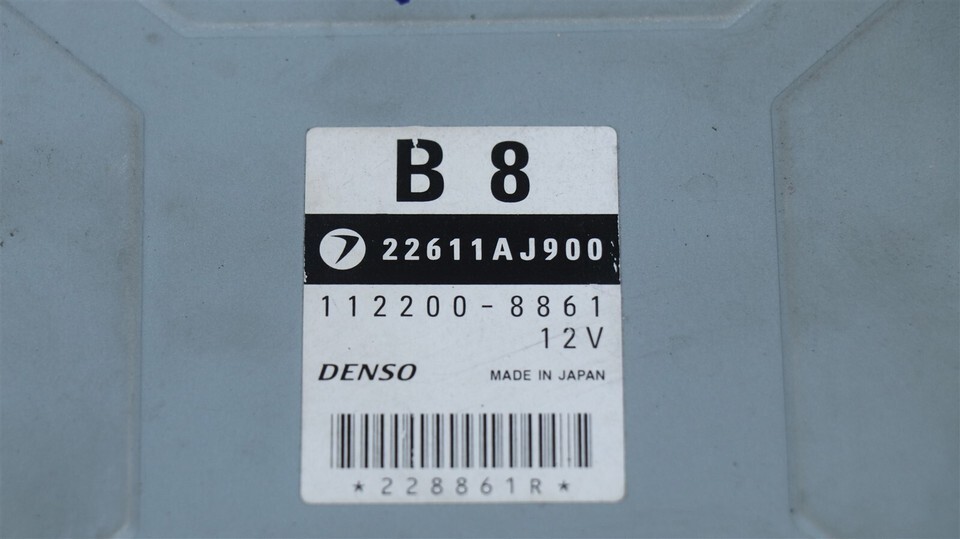 B 8
22611AJ900
112200-8861
12V
DENSO MADE IN JAPAN
*228861R*